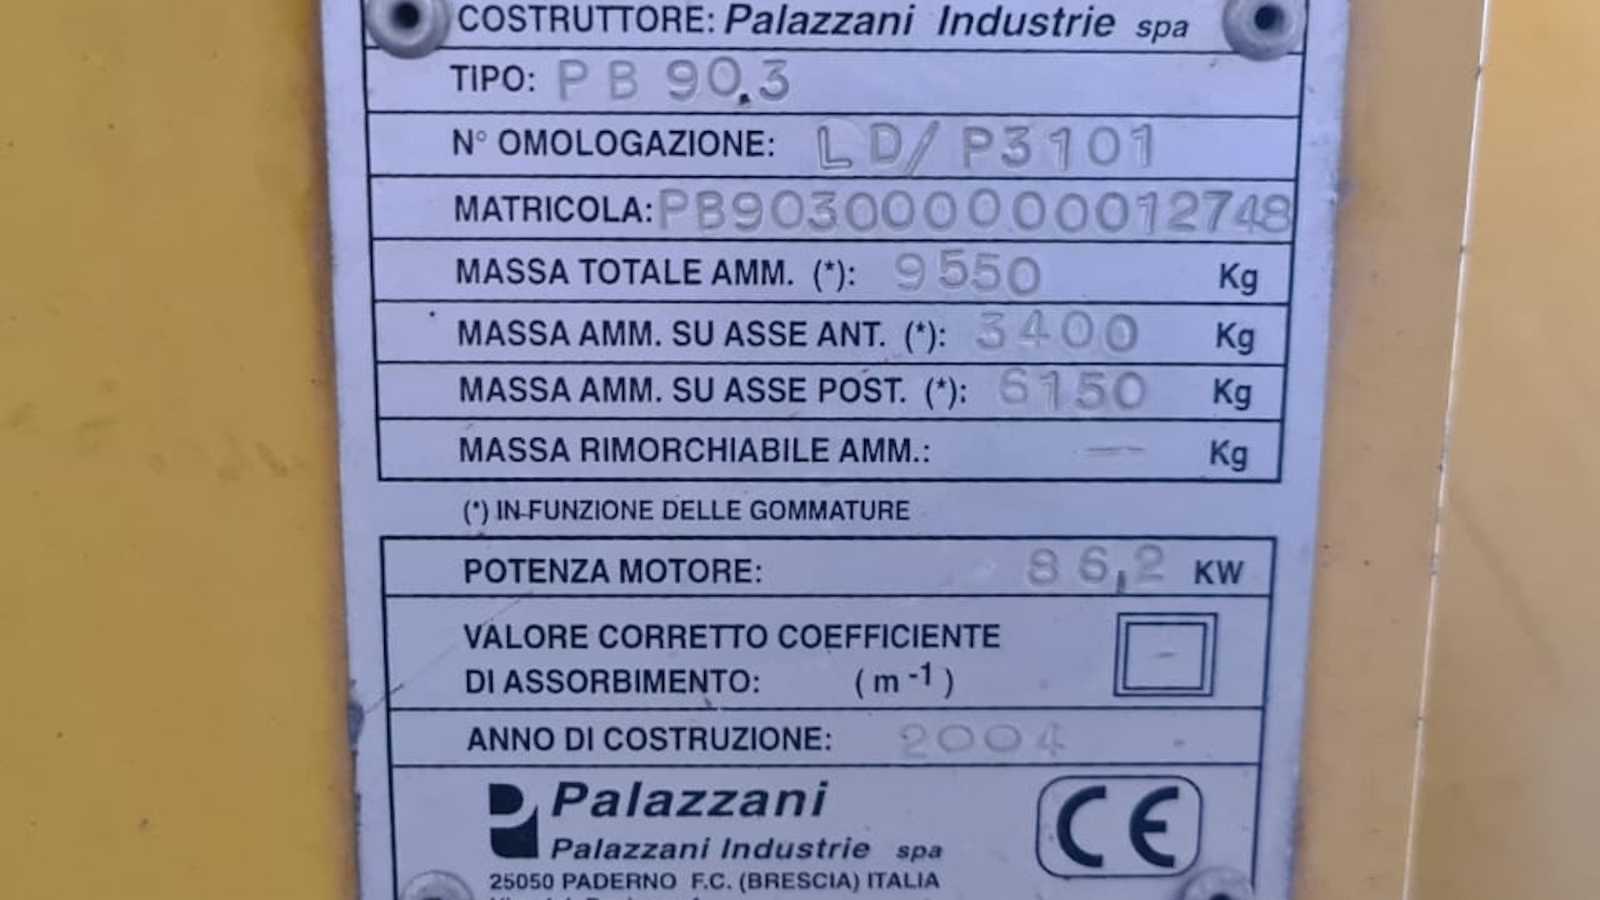 COSTRUTTORE: Palazzani Industrie spa
TIPO: PB 90.3
N° OMOLOGAZIONE: LD/P3101
MATRICOLA: PB903000000012748
MASSA TOTALE AMM. (*): 9550 Kg
MASSA AMM. SU ASSE ANT. (*): 3400 Kg
MASSA AMM. SU ASSE POST. (*): 6150 Kg
MASSA RIMORCHIABILE AMM.: — Kg
(*) IN FUNZIONE DELLE GOMMATURE
POTENZA MOTORE: 86,2 KW
VALORE CORRETTO COEFFICIENTE
DI ASSORBIMENTO: (m-1) -
ANNO DI COSTRUZIONE: 2004
Palazzani
Palazzani Industrie spa
CE
25050 PADERNO F.C. (BRESCIA) ITALIA